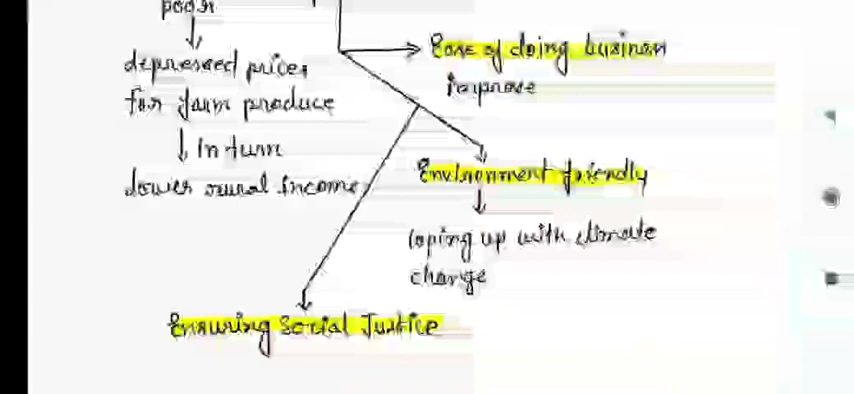 poor
depressed prices
for farm produce
In turn
lower rural income
Ease of doing business
improve
Environment friendly
Coping up with climate
change
Ensuring Social Justice